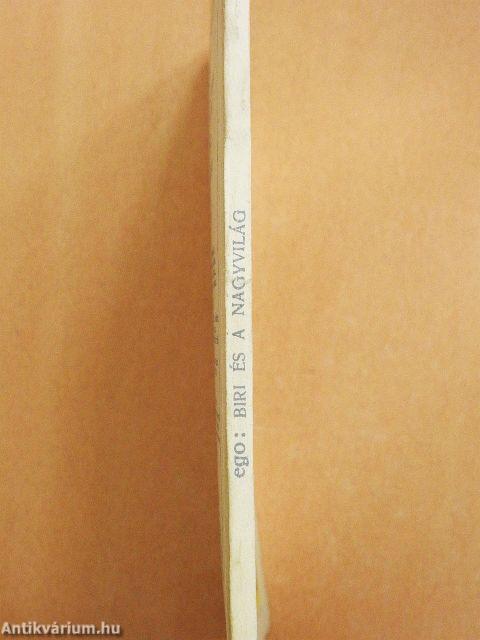 ego: BIRI ÉS A NAGYVILÁG
Antikvárium.hu